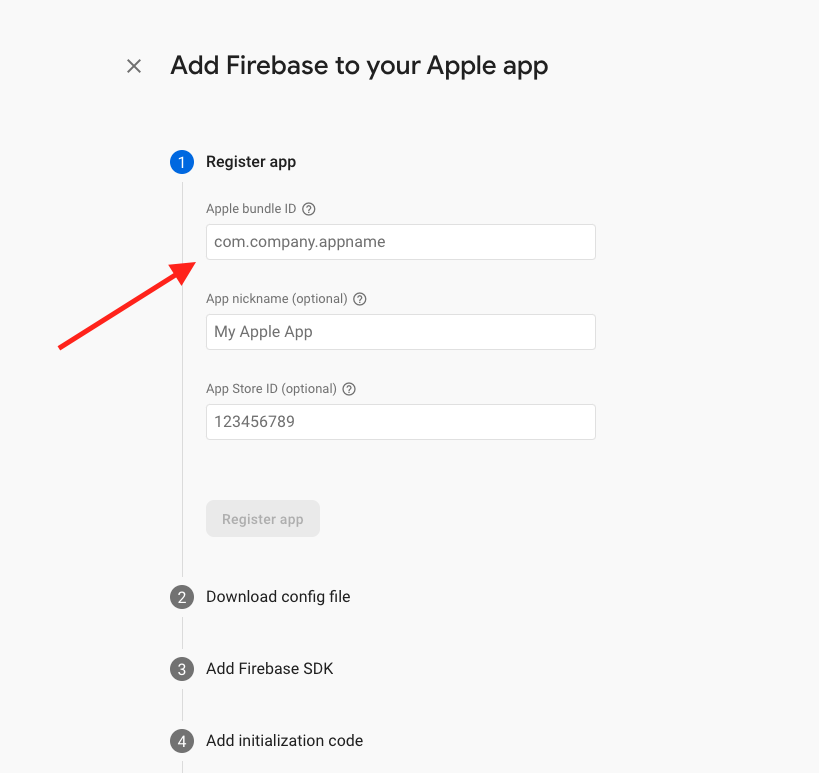 Add Firebase to your Apple app
1 Register app
Apple bundle ID
com.company.appname
App nickname (optional)
My Apple App
App Store ID (optional)
123456789
Register app
2 Download config file
3 Add Firebase SDK
4 Add initialization code